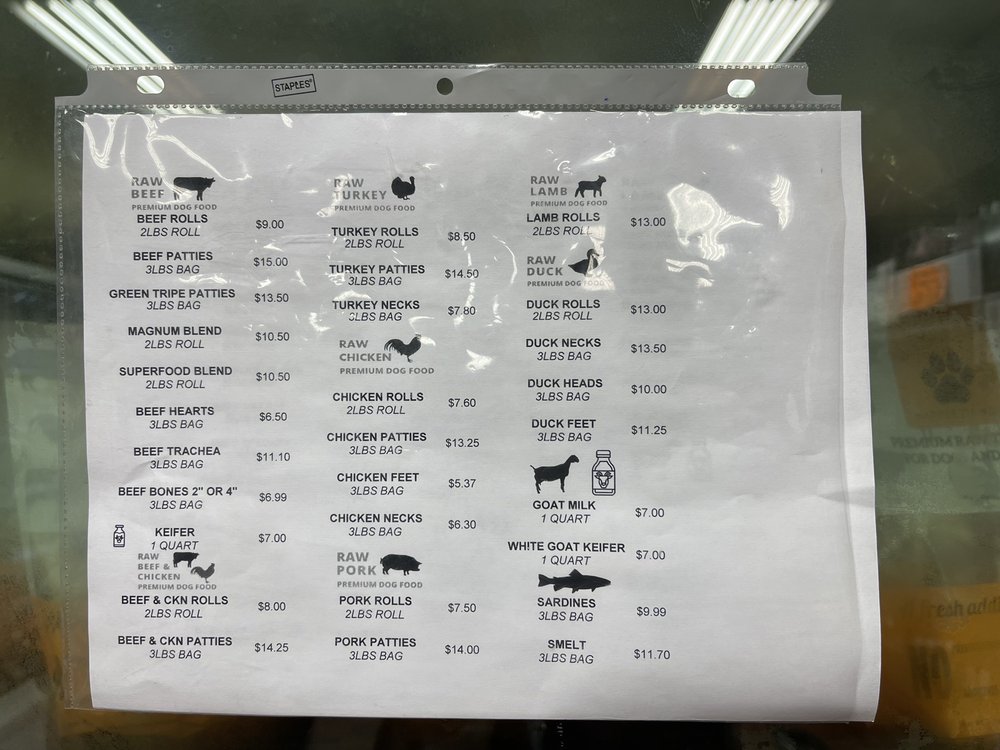 STAPLES
RAW
BEEF
PREMIUM DOG FOOD
BEEF ROLLS
2LBS ROLL
$9.00
BEEF PATTIES
3LBS BAG
$15.00
GREEN TRIPE PATTIES
3LBS BAG
$13.50
MAGNUM BLEND
2LBS ROLL
$10.50
SUPERFOOD BLEND
2LBS ROLL
$10.50
BEEF HEARTS
3LBS BAG
$6.50
BEEF TRACHEA
3LBS BAG
$11.10
BEEF BONES 2" OR 4"
3LBS BAG
$6.99
KEIFER
1 QUART
$7.00
RAW
BEEF &
CHICKEN
PREMIUM DOG FOOD
BEEF & CKN ROLLS
2LBS ROLL
$8.00
BEEF & CKN PATTIES
3LBS BAG
$14.25
RAW
TURKEY
PREMIUM DOG FOOD
TURKEY ROLLS
2LBS ROLL
$8.50
TURKEY PATTIES
3LBS BAG
$14.50
TURKEY NECKS
3LBS BAG
$7.80
RAW
CHICKEN
PREMIUM DOG FOOD
CHICKEN ROLLS
2LBS ROLL
$7.60
CHICKEN PATTIES
3LBS BAG
$13.25
CHICKEN FEET
3LBS BAG
$5.37
CHICKEN NECKS
3LBS BAG
$6.30
RAW
PORK
PREMIUM DOG FOOD
PORK ROLLS
2LBS ROLL
$7.50
PORK PATTIES
3LBS BAG
$14.00
RAW
LAMB
PREMIUM DOG FOOD
LAMB ROLLS
2LBS ROLL
$13.00
RAW
DUCK
PREMIUM DOG FOOD
DUCK ROLLS
2LBS ROLL
$13.00
DUCK NECKS
3LBS BAG
$13.50
DUCK HEADS
3LBS BAG
$10.00
DUCK FEET
3LBS BAG
$11.25
GOAT MILK
1 QUART
$7.00
WHITE GOAT KEIFER
1 QUART
$7.00
SARDINES
3LBS BAG
$9.99
SMELT
3LBS BAG
$11.70
PREMIUM RAW
NO